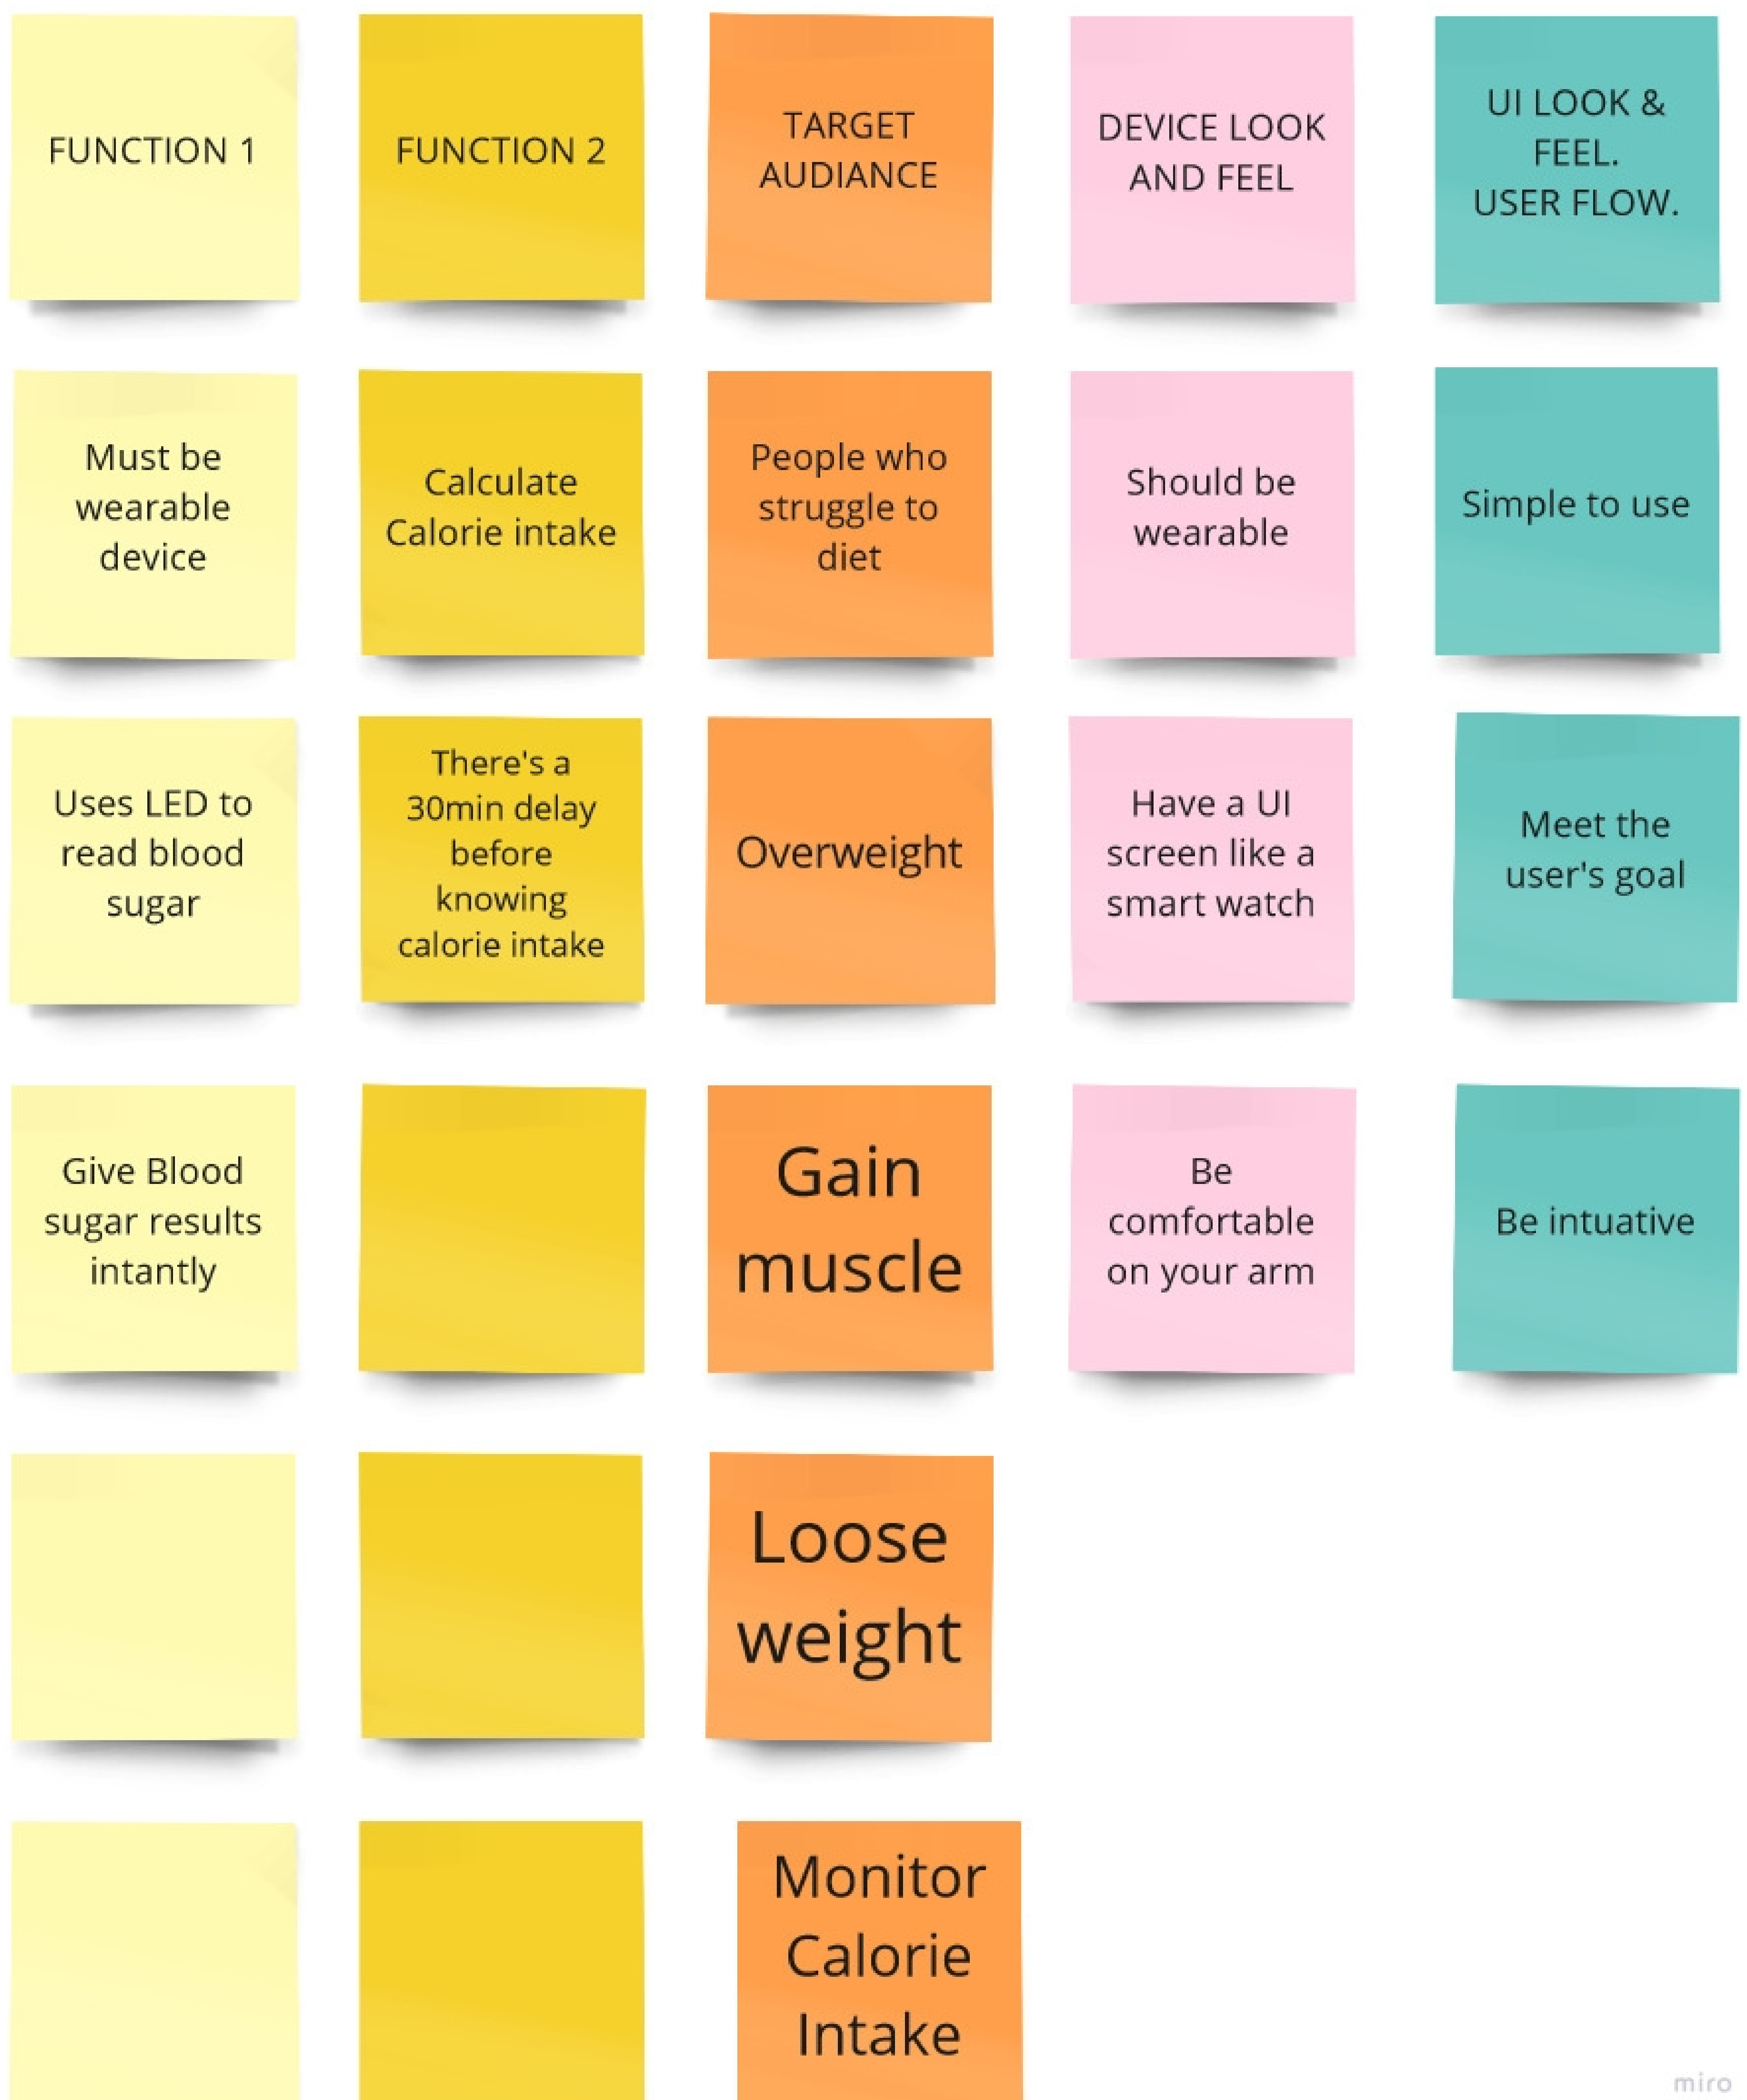 FUNCTION 1
FUNCTION 2
TARGET
AUDIANCE
DEVICE LOOK
AND FEEL
UI LOOK &
FEEL.
USER FLOW.
Must be
wearable
device
Calculate
Calorie intake
People who
struggle to
diet
Should be
wearable
Simple to use
Uses LED to
read blood
sugar
There's a
30min delay
before
knowing
calorie intake
Overweight
Have a UI
screen like a
smart watch
Meet the
user's goal
Give Blood
sugar results
intantly
Gain
muscle
Be
comfortable
on your arm
Be intuative
Loose
weight
Monitor
Calorie
Intake
miro